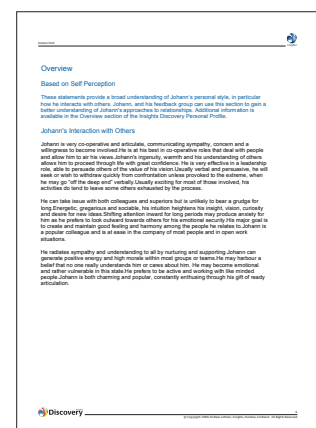 Overview
Based on Self Perception
These statements provide a broad understanding of Johann's personal style, in particular
how he interacts with others. Johann, and his feedback group can use this section to gain a
better understanding of Johann's approaches to relationships. Additional information is
available in the Overview section of the Insights Discovery Personal Profile.
Johann's Interaction with Others
Johann is very co-operative and articulate, communicating sympathy, concern and a
willingness to become involved.He is at his best in co-operative roles that deal with people
and allow him to air his views.Johann's ingenuity, warmth and his understanding of others
allows him to proceed through life with great confidence. He is very effective in a leadership
role, able to persuade others of the value of his vision.Usually verbal and persuasive, he will
seek or wish to withdraw quickly from confrontation unless provoked to the extreme, when
he may go "off the deep end" verbally.Usually exciting for most of those involved, his
activities do tend to leave some others exhausted by the process.
He can take issue with both colleagues and superiors but is unlikely to bear a grudge for
long.Energetic, gregarious and sociable, his intuition heightens his insight, vision, curiosity
and desire for new ideas.Shifting attention inward for long periods may produce anxiety for
him as he prefers to look outward towards others for his emotional security.His major goal is
to create and maintain good feeling and harmony among the people he relates to.Johann is
a popular colleague and is at ease in the company of most people and in open work
situations.
He radiates sympathy and understanding to all by nurturing and supporting.Johann can
generate positive energy and high morale within most groups or teams.He may harbour a
belief that no one really understands him or cares about him. He may become emotional
and rather vulnerable in this state.He prefers to be active and working with like minded
people.Johann is both charming and popular, constantly enthusing through his gift of ready
articulation.
Discovery